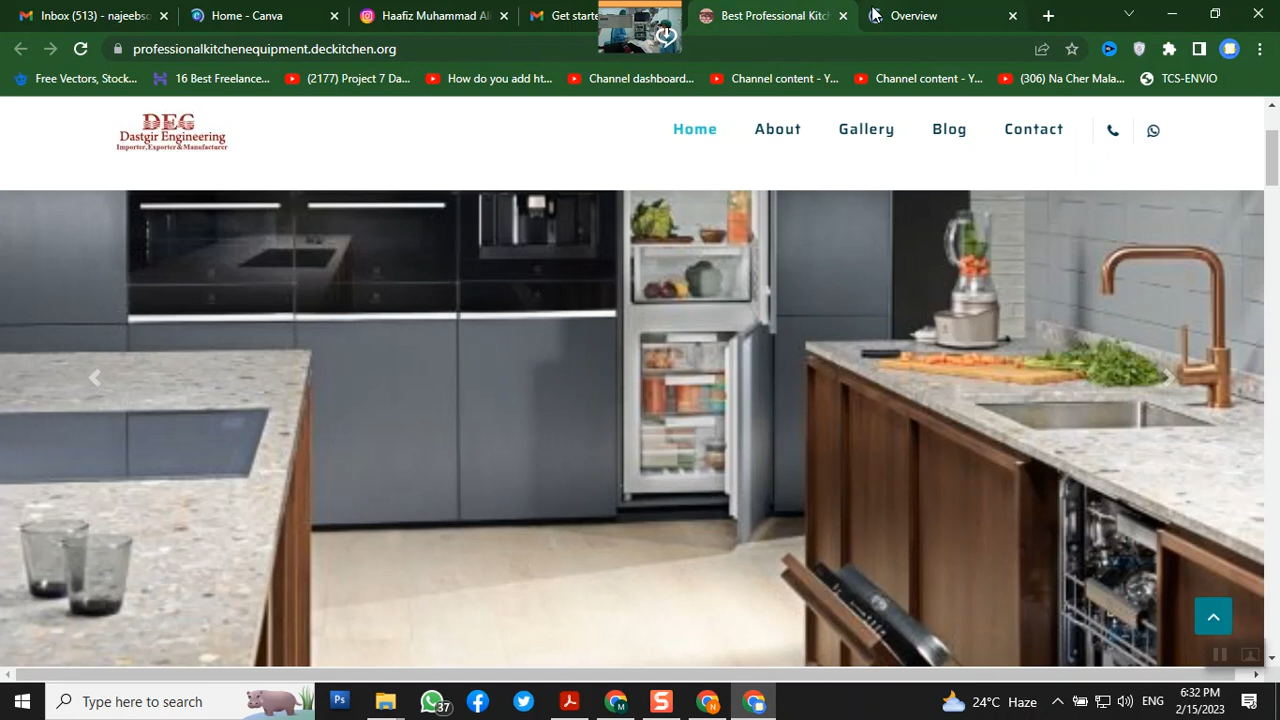 Inbox (513) - najeebso
Home - Canva
Haafiz Muhammad Ali
Get starte
Best Professional Kitch
Overview
professionalkitchenequipment.deckitchen.org
Free Vectors, Stock...
16 Best Freelance...
(2177) Project 7 Da...
How do you add ht...
Channel dashboard...
Channel content - Y...
Channel content - Y...
(306) Na Cher Mala...
TCS-ENVIO
DEG
Dastgir Engineering
Importer,Exporter&Manufacturer
Home
About
Gallery
Blog
Contact
Type here to search
Ps
37
M
S
N
24°C Haze
ENG
6:32 PM
2/15/2023